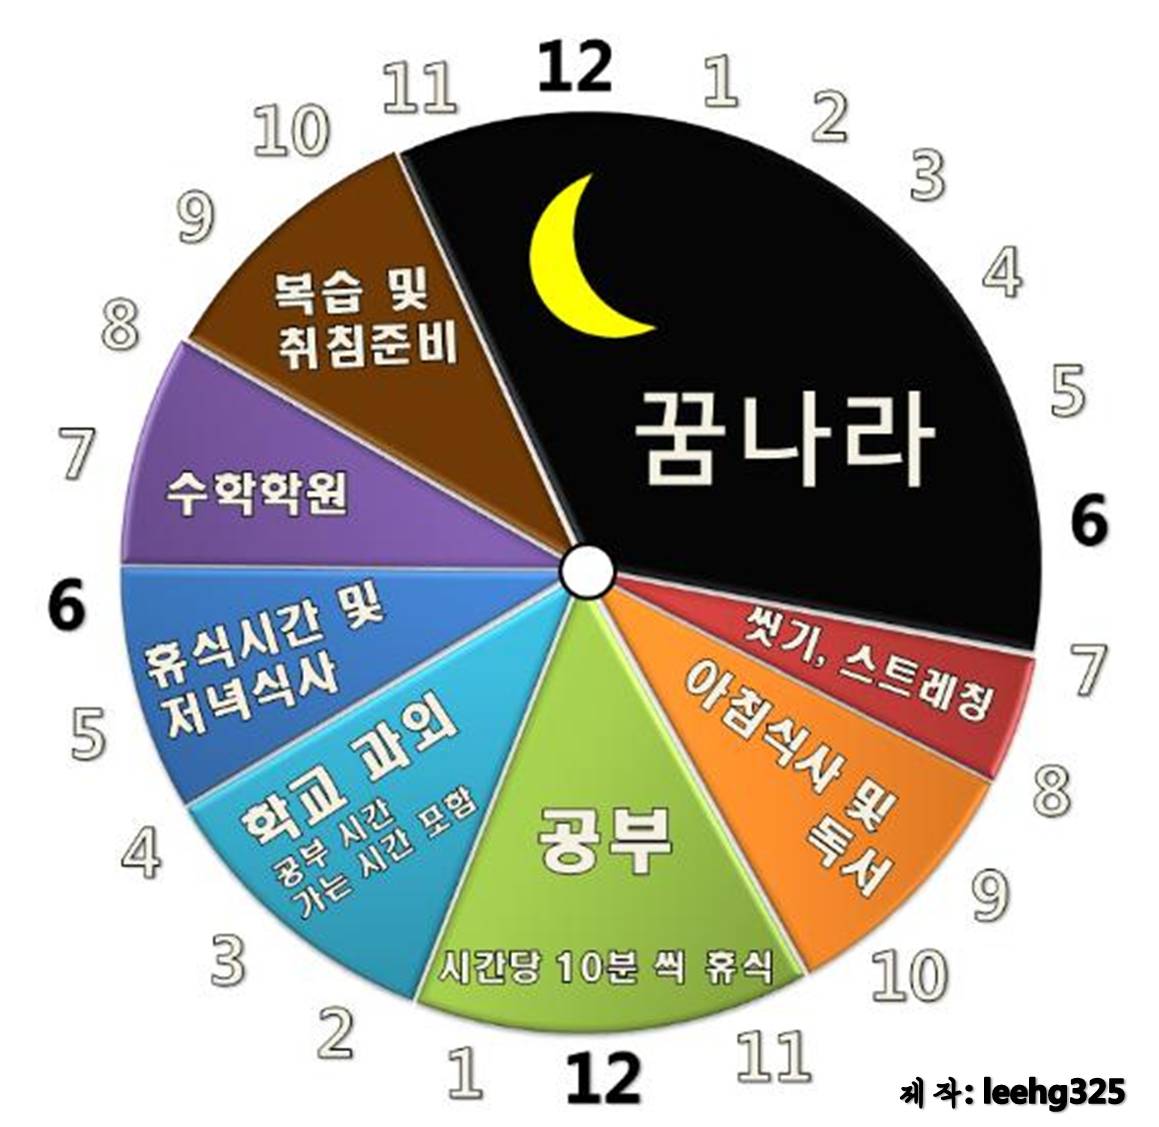 12
1
2
3
4
5
6
7
8
9
10
11
12
1
2
3
4
5
6
7
8
9
10
11
꿈나라
씻기, 스트레칭
아침식사 및
독서
공부
시간당 10분 씩 휴식
학교 과외
공부 시간
가는 시간 포함
휴식시간 및
저녁식사
수학학원
복습 및
취침준비
제작: leehg325